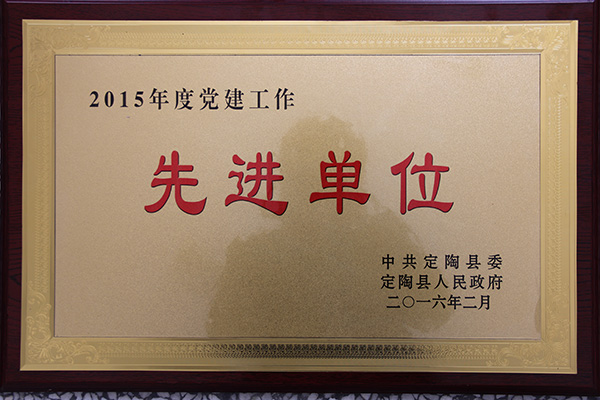 2015年度党建工作
先进单位
中共定陶县委
定陶县人民政府
二〇一六年二月